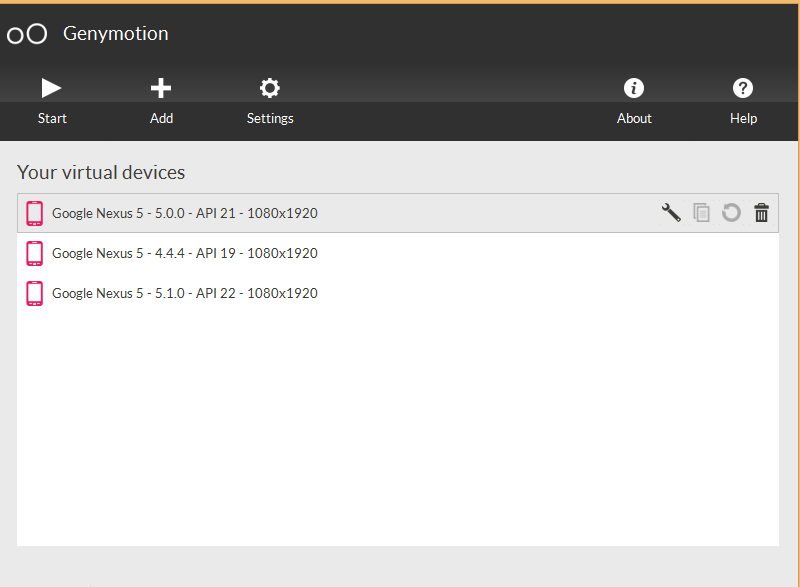 Genymotion
Start Add Settings About Help
Your virtual devices
Google Nexus 5 - 5.0.0 - API 21 - 1080x1920
Google Nexus 5 - 4.4.4 - API 19 - 1080x1920
Google Nexus 5 - 5.1.0 - API 22 - 1080x1920